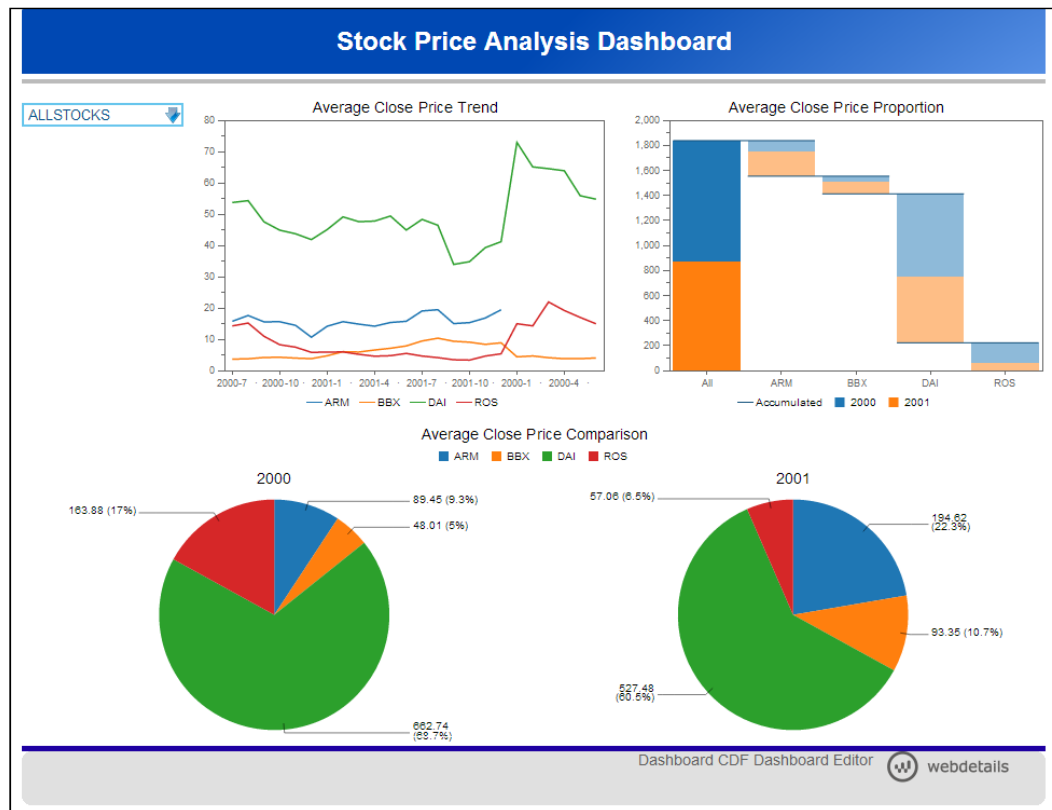 Stock Price Analysis Dashboard
ALLSTOCKS
Average Close Price Trend
80
70
60
50
40
30
20
10
0
2000-7 · 2000-10 · 2001-1 · 2001-4 · 2001-7 · 2001-10 · 2000-1 · 2000-4 ·
ARM BBX DAI ROS
Average Close Price Proportion
2,000
1,800
1,600
1,400
1,200
1,000
800
600
400
200
0
All ARM BBX DAI ROS
Accumulated 2000 2001
Average Close Price Comparison
ARM BBX DAI ROS
2000
163.88 (17%)
89.45 (9.3%)
48.01 (5%)
662.74
(68.7%)
2001
57.06 (6.5%)
194.62
(22.3%)
93.35 (10.7%)
527.48
(60.5%)
Dashboard CDF Dashboard Editor
webdetails